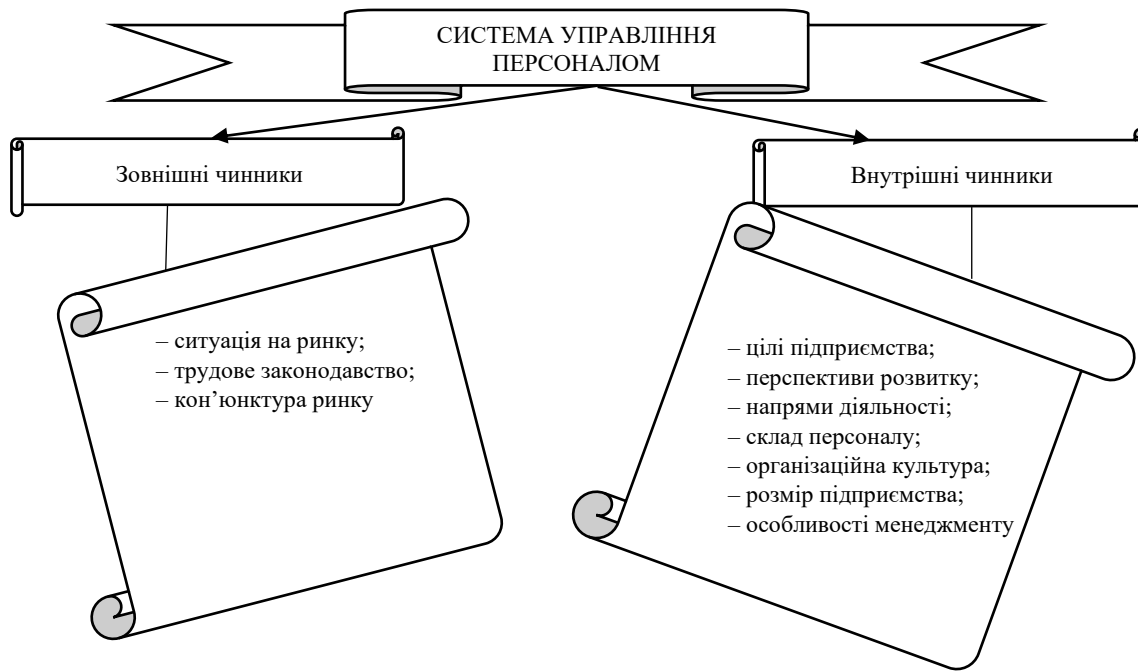 СИСТЕМА УПРАВЛІННЯ
ПЕРСОНАЛОМ
Зовнішні чинники
– ситуація на ринку;
– трудове законодавство;
– кон’юнктура ринку
Внутрішні чинники
– цілі підприємства;
– перспективи розвитку;
– напрями діяльності;
– склад персоналу;
– організаційна культура;
– розмір підприємства;
– особливості менеджменту